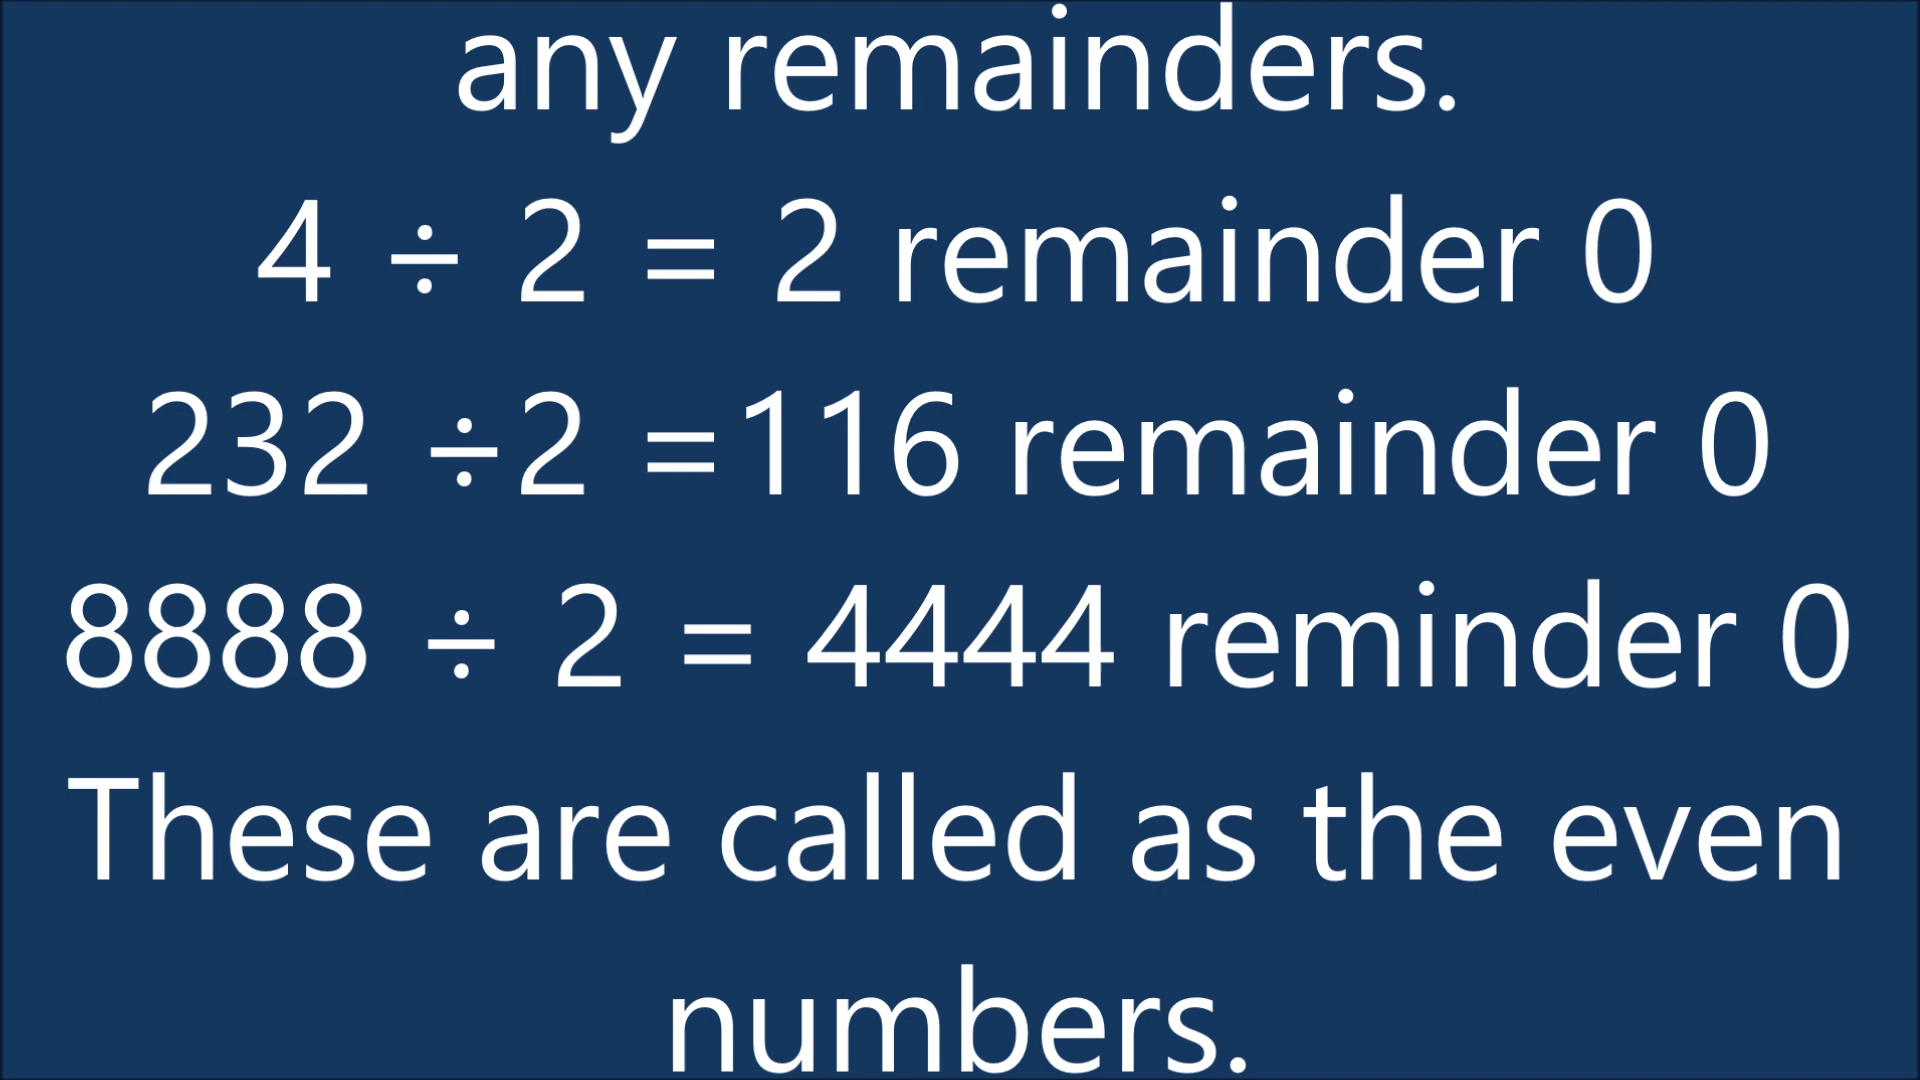 any remainders.
4 ÷ 2 = 2 remainder 0
232 ÷2 =116 remainder 0
8888 ÷ 2 = 4444 reminder 0
These are called as the even
numbers.